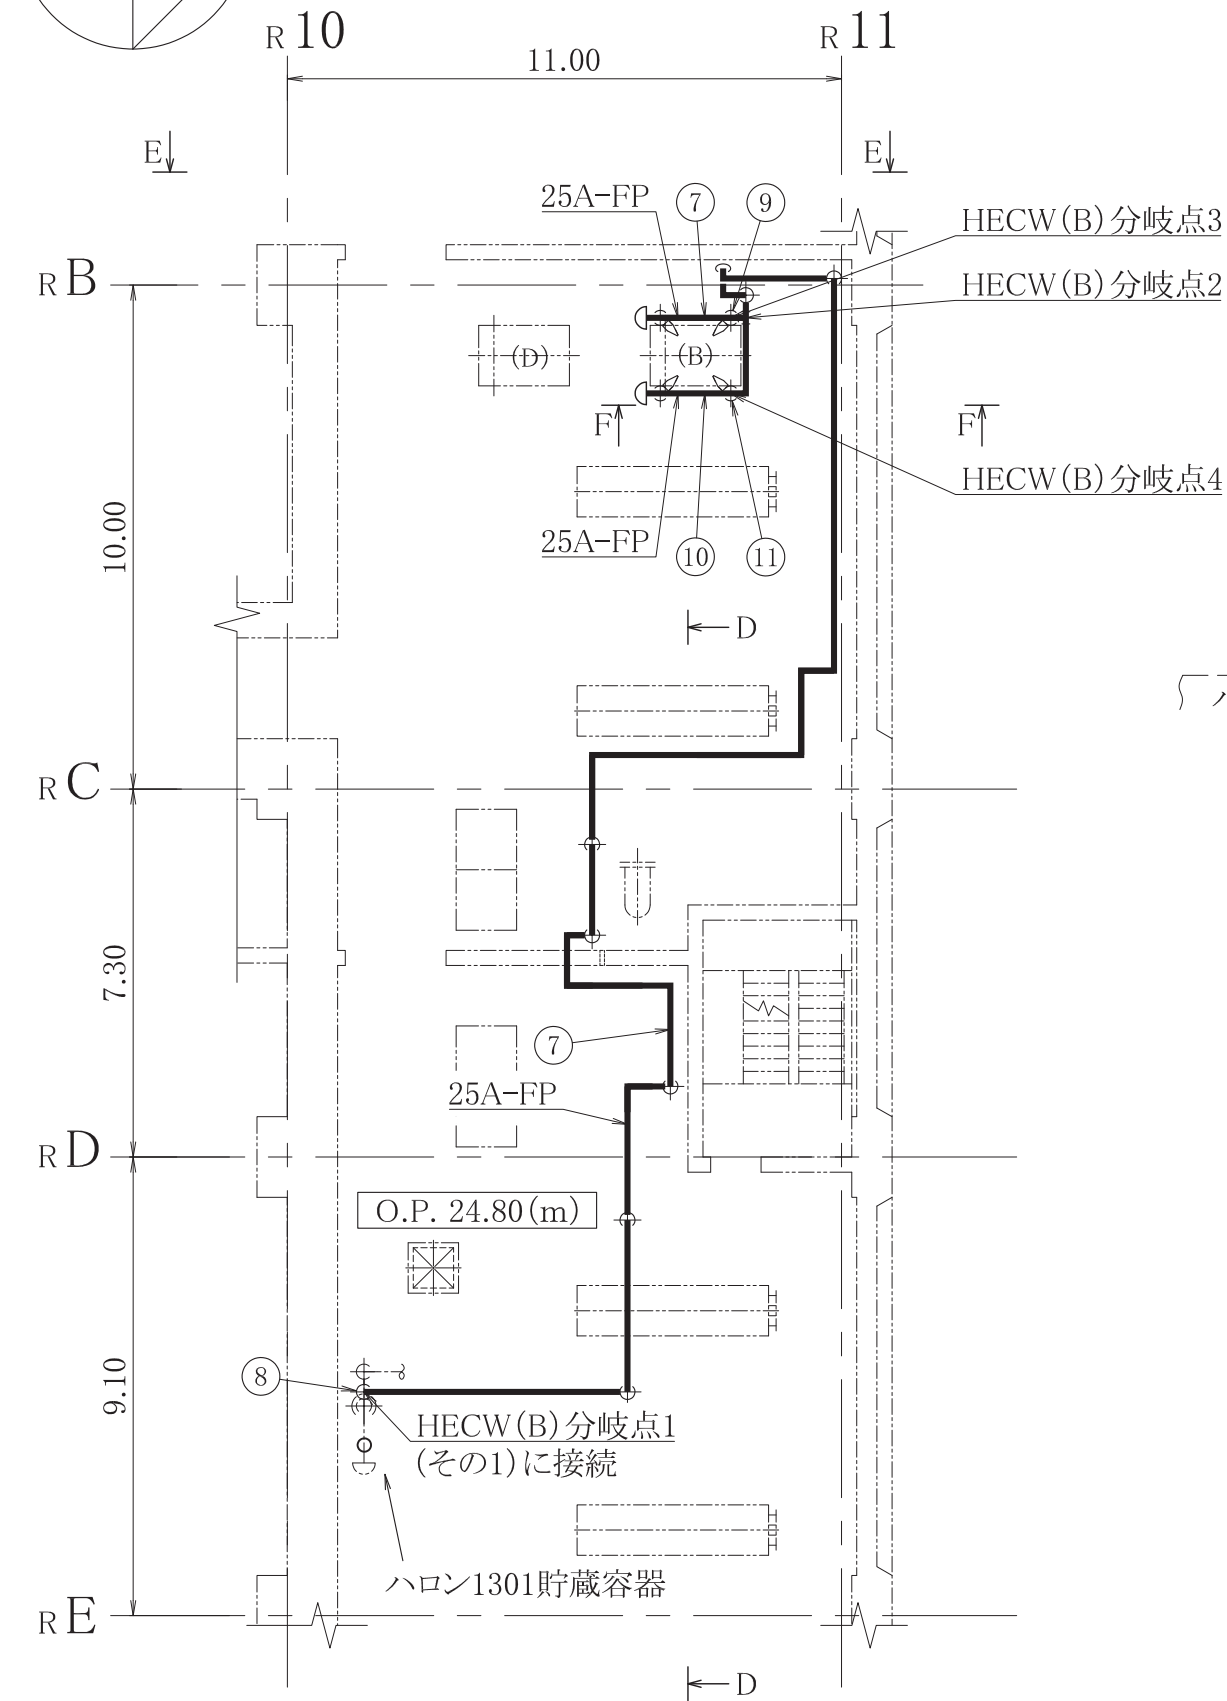 R10
R11
11.00
E
E
25A-FP
7
9
HECW(B)分岐点3
RB
HECW(B)分岐点2
(D)
(B)
F
F
HECW(B)分岐点4
10.00
25A-FP
10
11
D
RC
7.30
7
25A-FP
RD
O.P. 24.80(m)
9.10
8
HECW(B)分岐点1
(その1)に接続
ハロン1301貯蔵容器
RE
D